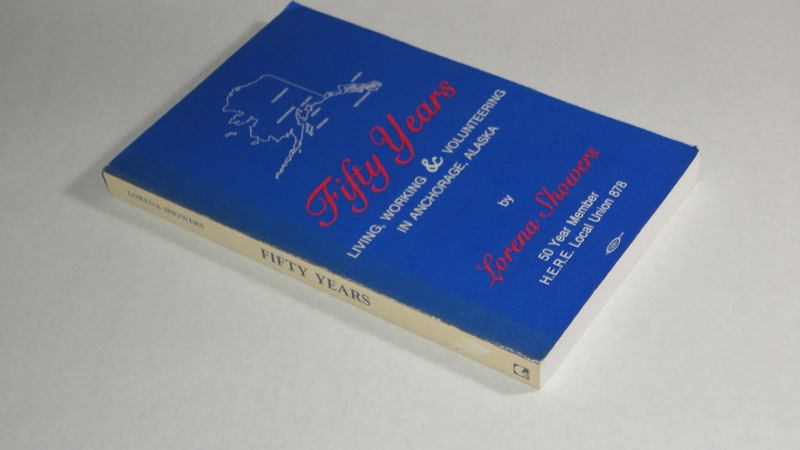 Fifty Years
LIVING, WORKING & VOLUNTEERING
IN ANCHORAGE, ALASKA
by
Lorena Showers
50 Year Member
H.E.R.E. Local Union 878
LORENA SHOWERS
FIFTY YEARS